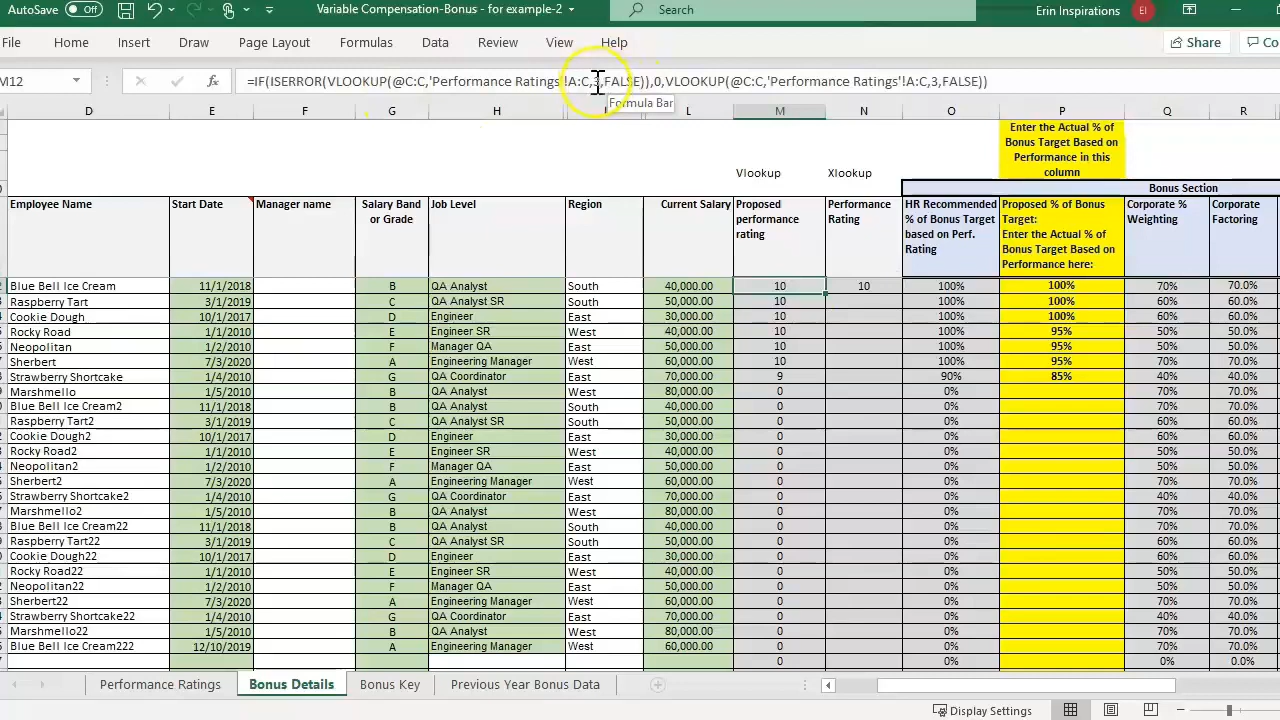 AutoSave Off Variable Compensation-Bonus - for example-2 Search Erin Inspirations EI
File Home Insert Draw Page Layout Formulas Data Review View Help Share Co
M12 fx =IF(ISERROR(VLOOKUP(@C:C,'Performance Ratings'!A:C,3,FALSE)),0,VLOOKUP(@C:C,'Performance Ratings'!A:C,3,FALSE))
Formula Bar
D E F G H I L M N O P Q R
Enter the Actual % of
Bonus Target Based on
Performance in this
column
Vlookup Xlookup
Bonus Section
Employee Name Start Date Manager name Salary Band Job Level Region Current Salary Proposed Performance HR Recommended Proposed % of Bonus Corporate % Corporate
or Grade performance Rating % of Bonus Target Target: Weighting Factoring
rating based on Perf. Enter the Actual % of
Rating Bonus Target Based on
Performance here:
Blue Bell Ice Cream 11/1/2018 B QA Analyst South 40,000.00 10 10 100% 100% 70% 70.0%
Raspberry Tart 3/1/2019 C QA Analyst SR South 50,000.00 10 100% 100% 60% 60.0%
Cookie Dough 10/1/2017 D Engineer East 30,000.00 10 100% 100% 60% 60.0%
Rocky Road 1/1/2010 E Engineer SR West 40,000.00 10 100% 95% 50% 50.0%
Neopolitan 1/2/2010 F Manager QA East 50,000.00 10 100% 95% 50% 50.0%
Sherbert 7/3/2020 A Engineering Manager West 60,000.00 10 100% 95% 70% 70.0%
Strawberry Shortcake 1/4/2010 G QA Coordinator East 70,000.00 9 90% 85% 40% 40.0%
Marshmello 1/5/2010 B QA Analyst West 80,000.00 0 0% 70% 70.0%
Blue Bell Ice Cream2 11/1/2018 B QA Analyst South 40,000.00 0 0% 70% 70.0%
Raspberry Tart2 3/1/2019 C QA Analyst SR South 50,000.00 0 0% 60% 60.0%
Cookie Dough2 10/1/2017 D Engineer East 30,000.00 0 0% 60% 60.0%
Rocky Road2 1/1/2010 E Engineer SR West 40,000.00 0 0% 50% 50.0%
Neopolitan2 1/2/2010 F Manager QA East 50,000.00 0 0% 50% 50.0%
Sherbert2 7/3/2020 A Engineering Manager West 60,000.00 0 0% 70% 70.0%
Strawberry Shortcake2 1/4/2010 G QA Coordinator East 70,000.00 0 0% 40% 40.0%
Marshmello2 1/5/2010 B QA Analyst West 80,000.00 0 0% 70% 70.0%
Blue Bell Ice Cream22 11/1/2018 B QA Analyst South 40,000.00 0 0% 70% 70.0%
Raspberry Tart22 3/1/2019 C QA Analyst SR South 50,000.00 0 0% 60% 60.0%
Cookie Dough22 10/1/2017 D Engineer East 30,000.00 0 0% 60% 60.0%
Rocky Road22 1/1/2010 E Engineer SR West 40,000.00 0 0% 50% 50.0%
Neopolitan22 1/2/2010 F Manager QA East 50,000.00 0 0% 50% 50.0%
Sherbert22 7/3/2020 A Engineering Manager West 60,000.00 0 0% 70% 70.0%
Strawberry Shortcake22 1/4/2010 G QA Coordinator East 70,000.00 0 0% 40% 40.0%
Marshmello22 1/5/2010 B QA Analyst West 80,000.00 0 0% 70% 70.0%
Blue Bell Ice Cream222 12/10/2019 A Engineering Manager West 60,000.00 0 0% 70% 70.0%
0 0% 0% 0.0%
Performance Ratings Bonus Details Bonus Key Previous Year Bonus Data
Display Settings